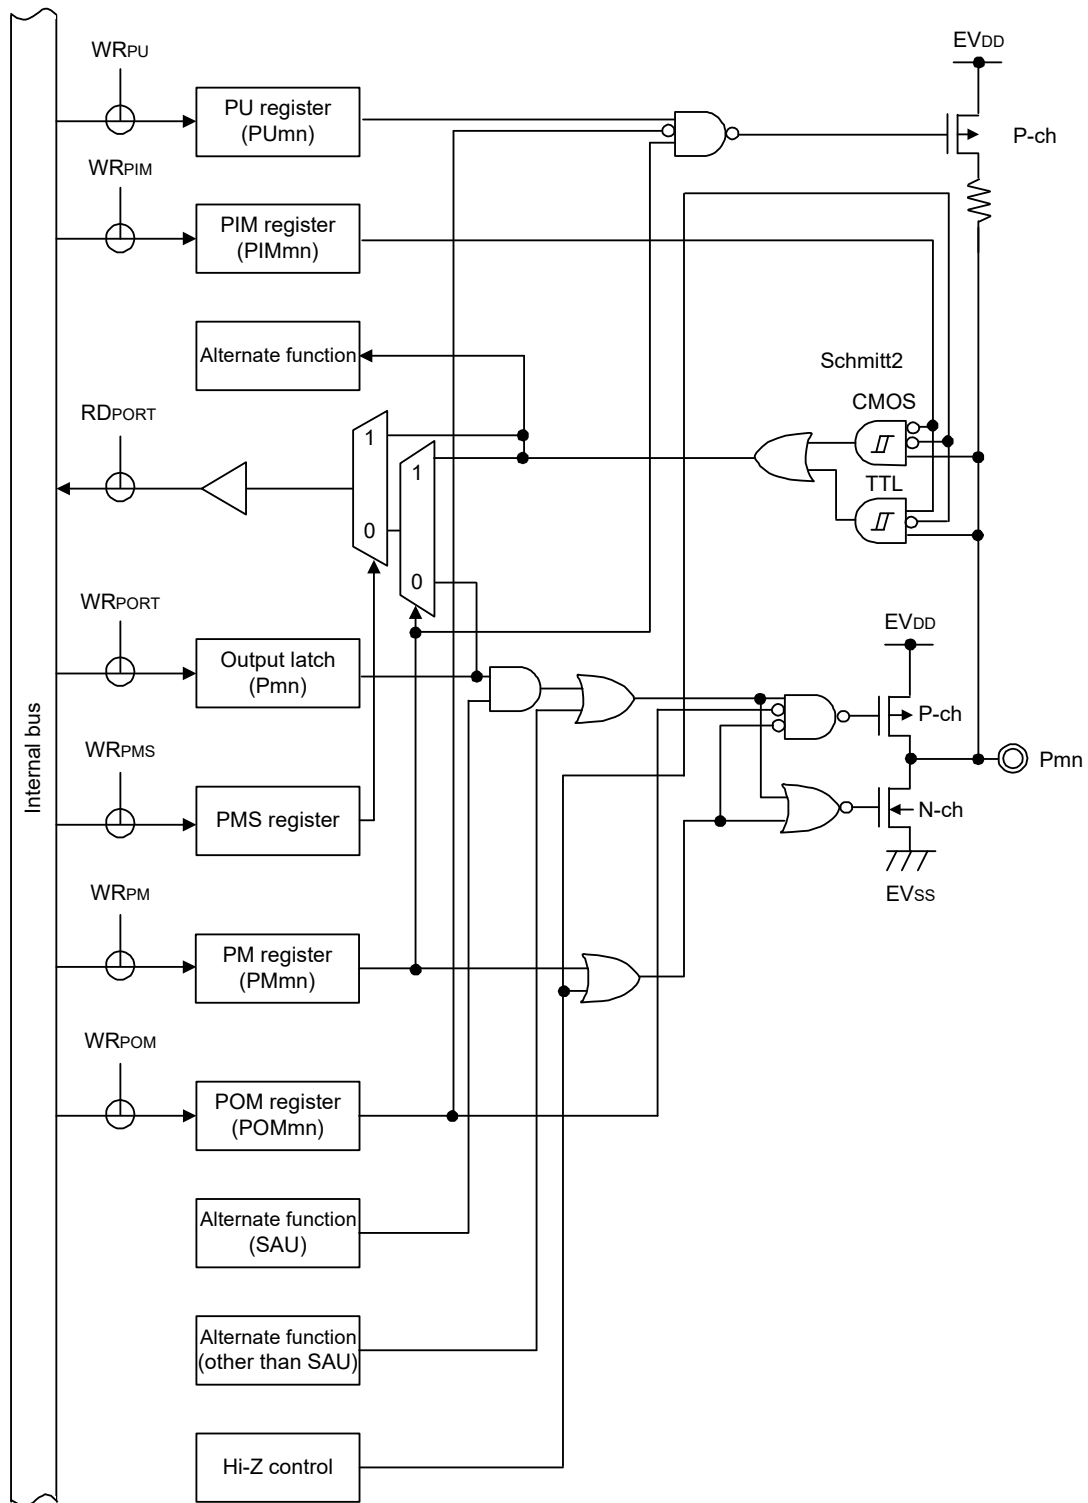 WRPU
PU register
(PUmn)
EVDD
P-ch
WRPIM
PIM register
(PIMmn)
Alternate function
Schmitt2
CMOS
TTL
RDPORT
1
0
1
0
WRPORT
Output latch
(Pmn)
EVDD
P-ch
Pmn
N-ch
EVSS
Internal bus
WRPMS
PMS register
WRPM
PM register
(PMmn)
WRPOM
POM register
(POMmn)
Alternate function
(SAU)
Alternate function
(other than SAU)
Hi-Z control